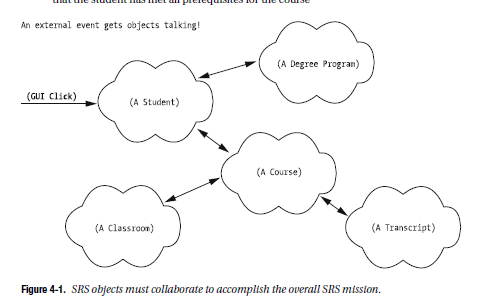 that the student has met all prerequisites for the course
An external event gets objects talking!
(A Degree Program)
(GUI Click)
(A Student)
(A Course)
(A Classroom)
(A Transcript)
Figure 4-1. SRS objects must collaborate to accomplish the overall SRS mission.